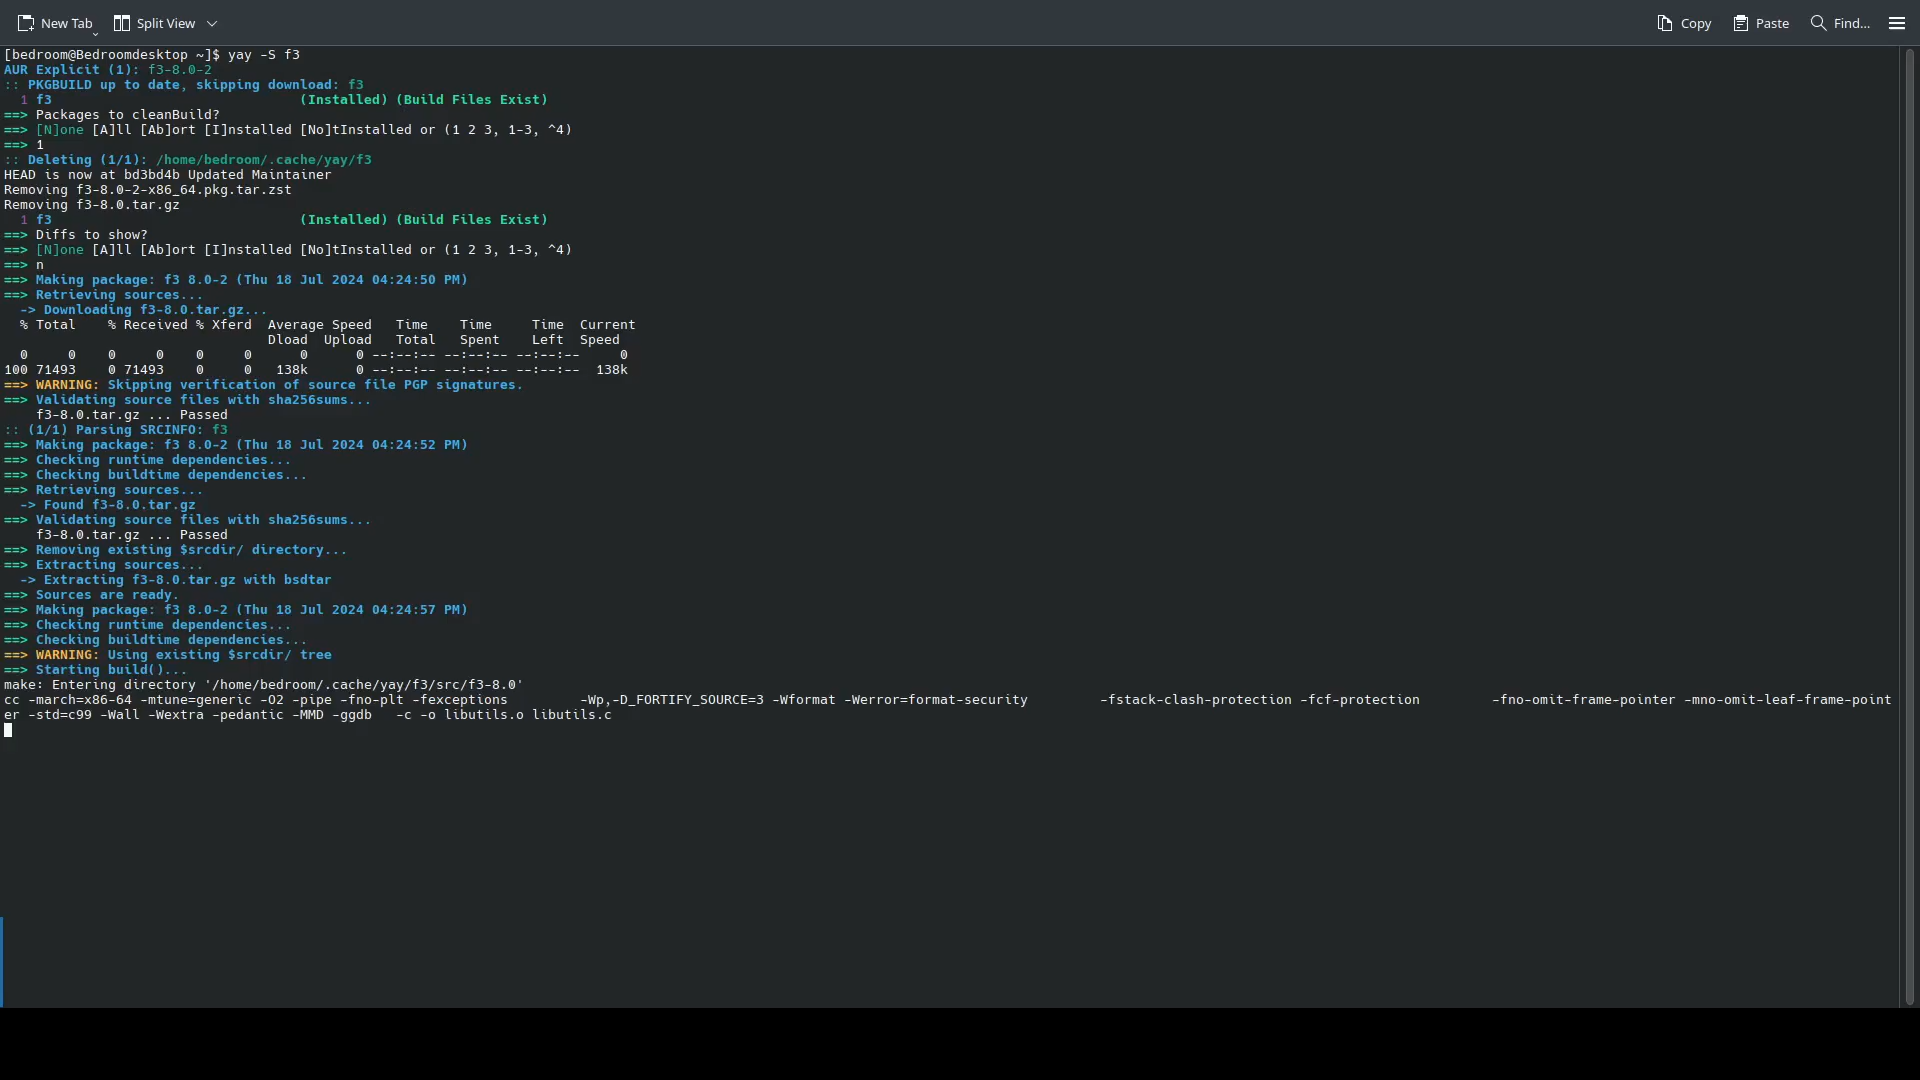 New Tab Split View Copy Paste Find...
[bedroom@Bedroomdesktop ~]$ yay -S f3
AUR Explicit (1): f3-8.0-2
:: PKGBUILD up to date, skipping download: f3
  1 f3                               (Installed) (Build Files Exist)
==> Packages to cleanBuild?
==> [N]one [A]ll [Ab]ort [I]nstalled [No]tInstalled or (1 2 3, 1-3, ^4)
==> 1
:: Deleting (1/1): /home/bedroom/.cache/yay/f3
HEAD is now at bd3bd4b Updated Maintainer
Removing f3-8.0-2-x86_64.pkg.tar.zst
Removing f3-8.0.tar.gz
  1 f3                               (Installed) (Build Files Exist)
==> Diffs to show?
==> [N]one [A]ll [Ab]ort [I]nstalled [No]tInstalled or (1 2 3, 1-3, ^4)
==> n
==> Making package: f3 8.0-2 (Thu 18 Jul 2024 04:24:50 PM)
==> Retrieving sources...
  -> Downloading f3-8.0.tar.gz...
  % Total    % Received % Xferd  Average Speed   Time    Time     Time  Current
                                 Dload  Upload   Total   Spent    Left  Speed
  0     0    0     0    0     0      0      0 --:--:-- --:--:-- --:--:--     0
100 71493    0 71493    0     0   138k      0 --:--:-- --:--:-- --:--:--  138k
==> WARNING: Skipping verification of source file PGP signatures.
==> Validating source files with sha256sums...
    f3-8.0.tar.gz ... Passed
:: (1/1) Parsing SRCINFO: f3
==> Making package: f3 8.0-2 (Thu 18 Jul 2024 04:24:52 PM)
==> Checking runtime dependencies...
==> Checking buildtime dependencies...
==> Retrieving sources...
  -> Found f3-8.0.tar.gz
==> Validating source files with sha256sums...
    f3-8.0.tar.gz ... Passed
==> Removing existing $srcdir/ directory...
==> Extracting sources...
  -> Extracting f3-8.0.tar.gz with bsdtar
==> Sources are ready.
==> Making package: f3 8.0-2 (Thu 18 Jul 2024 04:24:57 PM)
==> Checking runtime dependencies...
==> Checking buildtime dependencies...
==> WARNING: Using existing $srcdir/ tree
==> Starting build()...
make: Entering directory '/home/bedroom/.cache/yay/f3/src/f3-8.0'
cc -march=x86-64 -mtune=generic -O2 -pipe -fno-plt -fexceptions         -Wp,-D_FORTIFY_SOURCE=3 -Wformat -Werror=format-security         -fstack-clash-protection -fcf-protection         -fno-omit-frame-pointer -mno-omit-leaf-frame-point
er -std=c99 -Wall -Wextra -pedantic -MMD -ggdb   -c -o libutils.o libutils.c